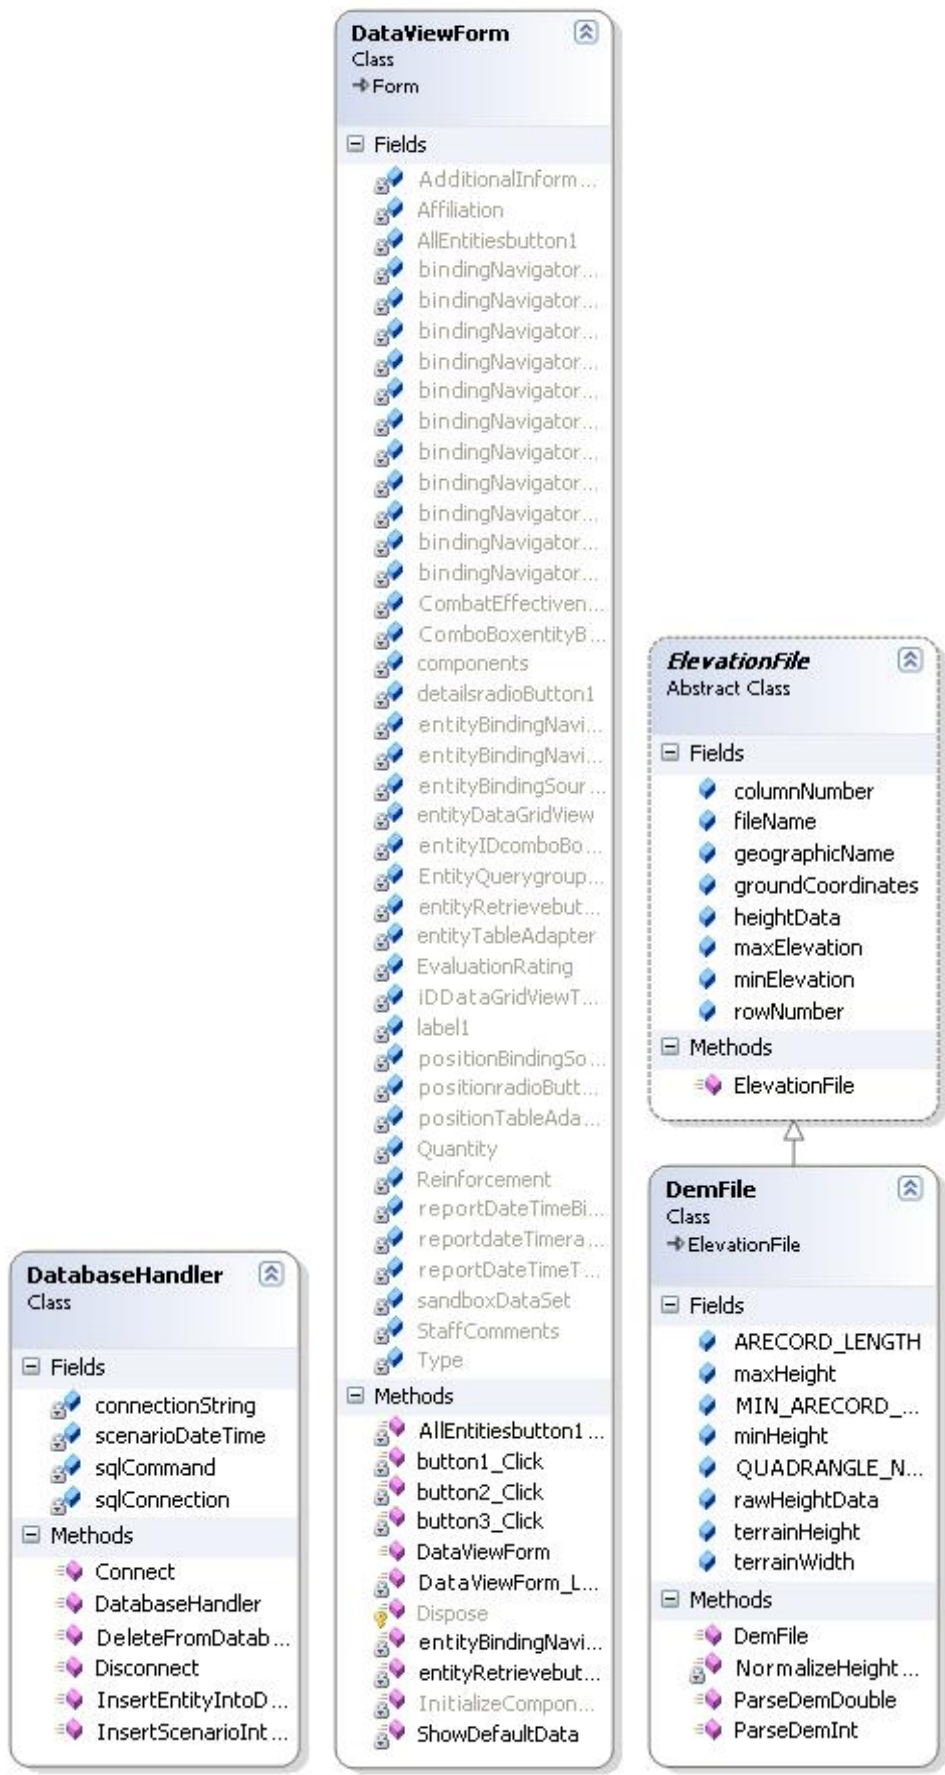 DataViewForm
Class
Form
Fields
AdditionalInform...
Affiliation
AllEntitiesbutton1
bindingNavigator...
bindingNavigator...
bindingNavigator...
bindingNavigator...
bindingNavigator...
bindingNavigator...
bindingNavigator...
bindingNavigator...
bindingNavigator...
bindingNavigator...
bindingNavigator...
CombatEffectiven...
ComboBoxentityB...
components
detailsradioButton1
entityBindingNavi...
entityBindingNavi...
entityBindingSour...
entityDataGridView
entityIDcomboBo...
EntityQuerygroup...
entityRetrievebut...
entityTableAdapter
EvaluationRating
iDDataGridViewT...
label1
positionBindingSo...
positionradioButt...
positionTableAda...
Quantity
Reinforcement
reportDateTimeBi...
reportdateTimera...
reportDateTimeT...
sandboxDataSet
StaffComments
Type
Methods
AllEntitiesbutton1...
button1_Click
button2_Click
button3_Click
DataViewForm
DataViewForm_L...
Dispose
entityBindingNavi...
entityRetrievebut...
InitializeCompon...
ShowDefaultData
ElevationFile
Abstract Class
Fields
columnNumber
fileName
geographicName
groundCoordinates
heightData
maxElevation
minElevation
rowNumber
Methods
ElevationFile
DemFile
Class
ElevationFile
Fields
ARECORD_LENGTH
maxHeight
MIN_ARECORD_...
minHeight
QUADRANGLE_N...
rawHeightData
terrainHeight
terrainWidth
Methods
DemFile
NormalizeHeight...
ParseDemDouble
ParseDemInt
DatabaseHandler
Class
Fields
connectionString
scenarioDateTime
sqlCommand
sqlConnection
Methods
Connect
DatabaseHandler
DeleteFromDatab...
Disconnect
InsertEntityIntoD...
InsertScenarioInt...